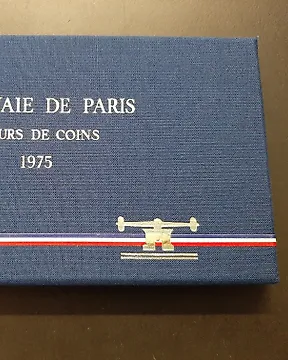 AIE DE PARIS
URS DE COINS
1975